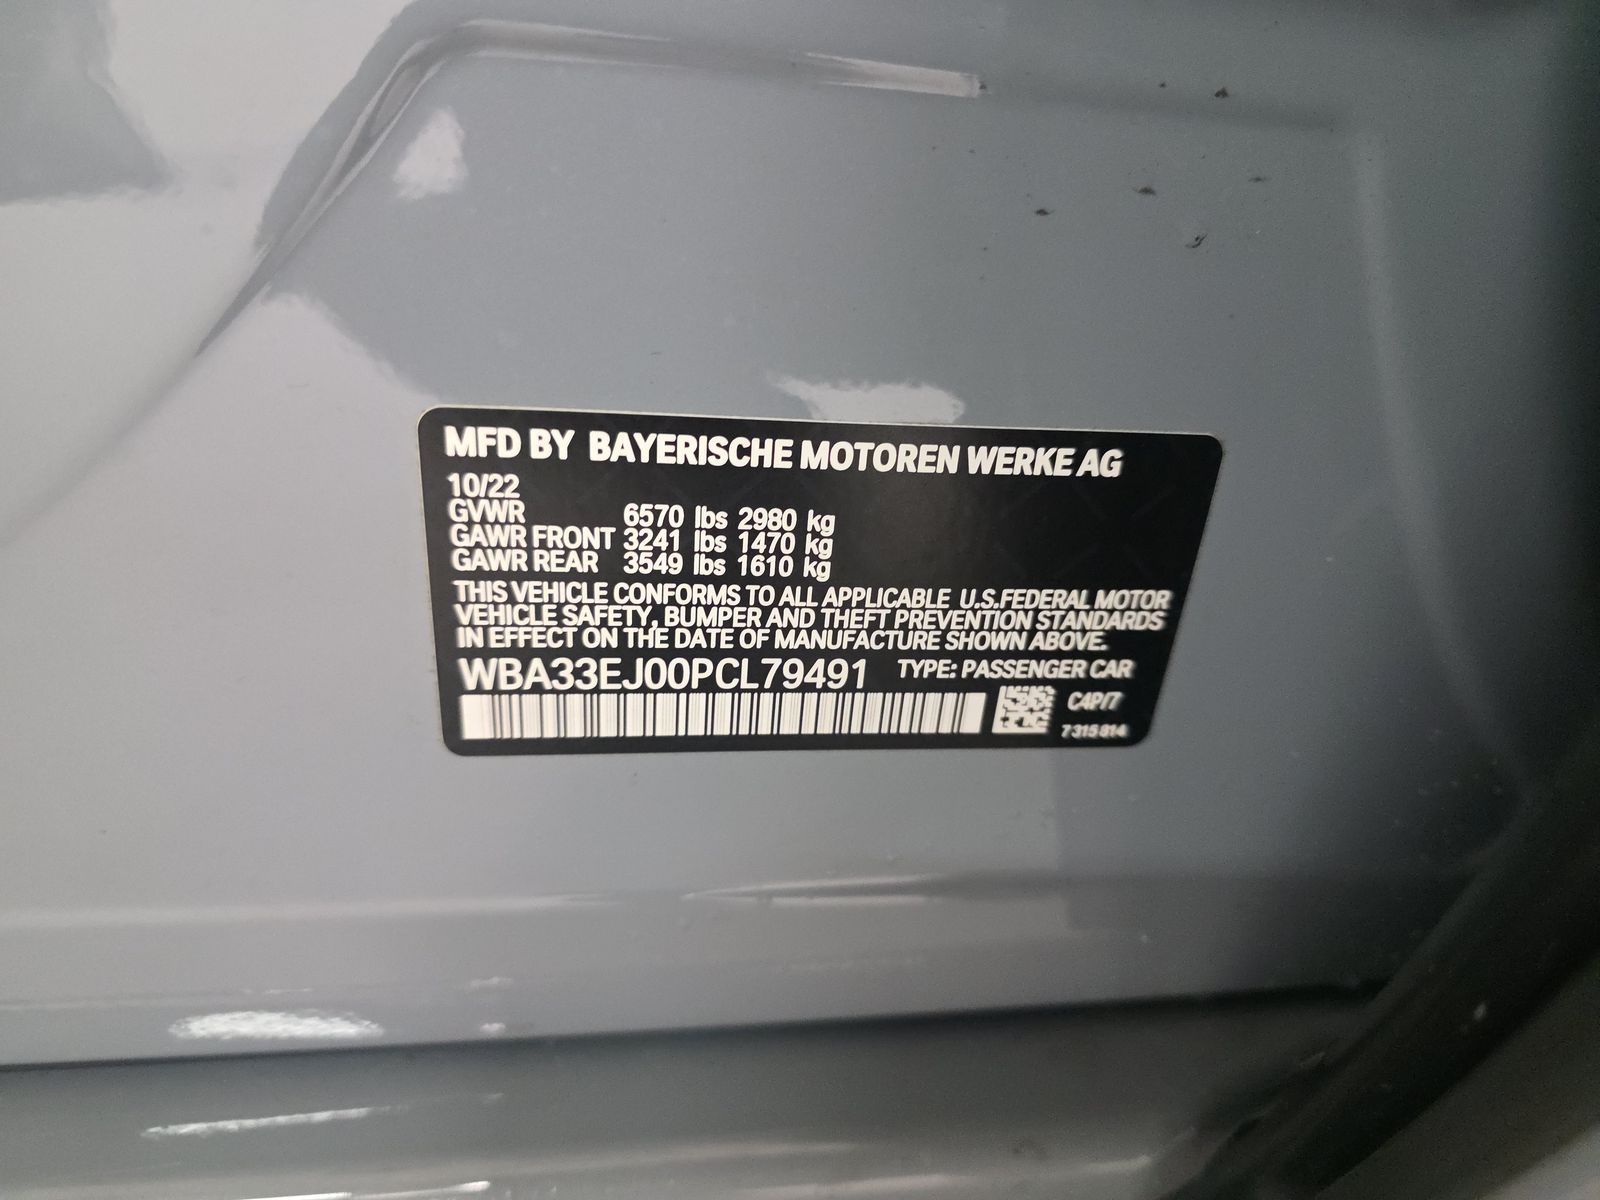 MFD BY BAYERISCHE MOTOREN WERKE AG
10/22
GVWR 6570 lbs 2980 kg
GAWR FRONT 3241 lbs 1470 kg
GAWR REAR 3549 lbs 1610 kg
THIS VEHICLE CONFORMS TO ALL APPLICABLE U.S.FEDERAL MOTOR
VEHICLE SAFETY, BUMPER AND THEFT PREVENTION STANDARDS
IN EFFECT ON THE DATE OF MANUFACTURE SHOWN ABOVE.
WBA33EJ00PCL79491 TYPE: PASSENGER CAR
C4P/7
7 315 814